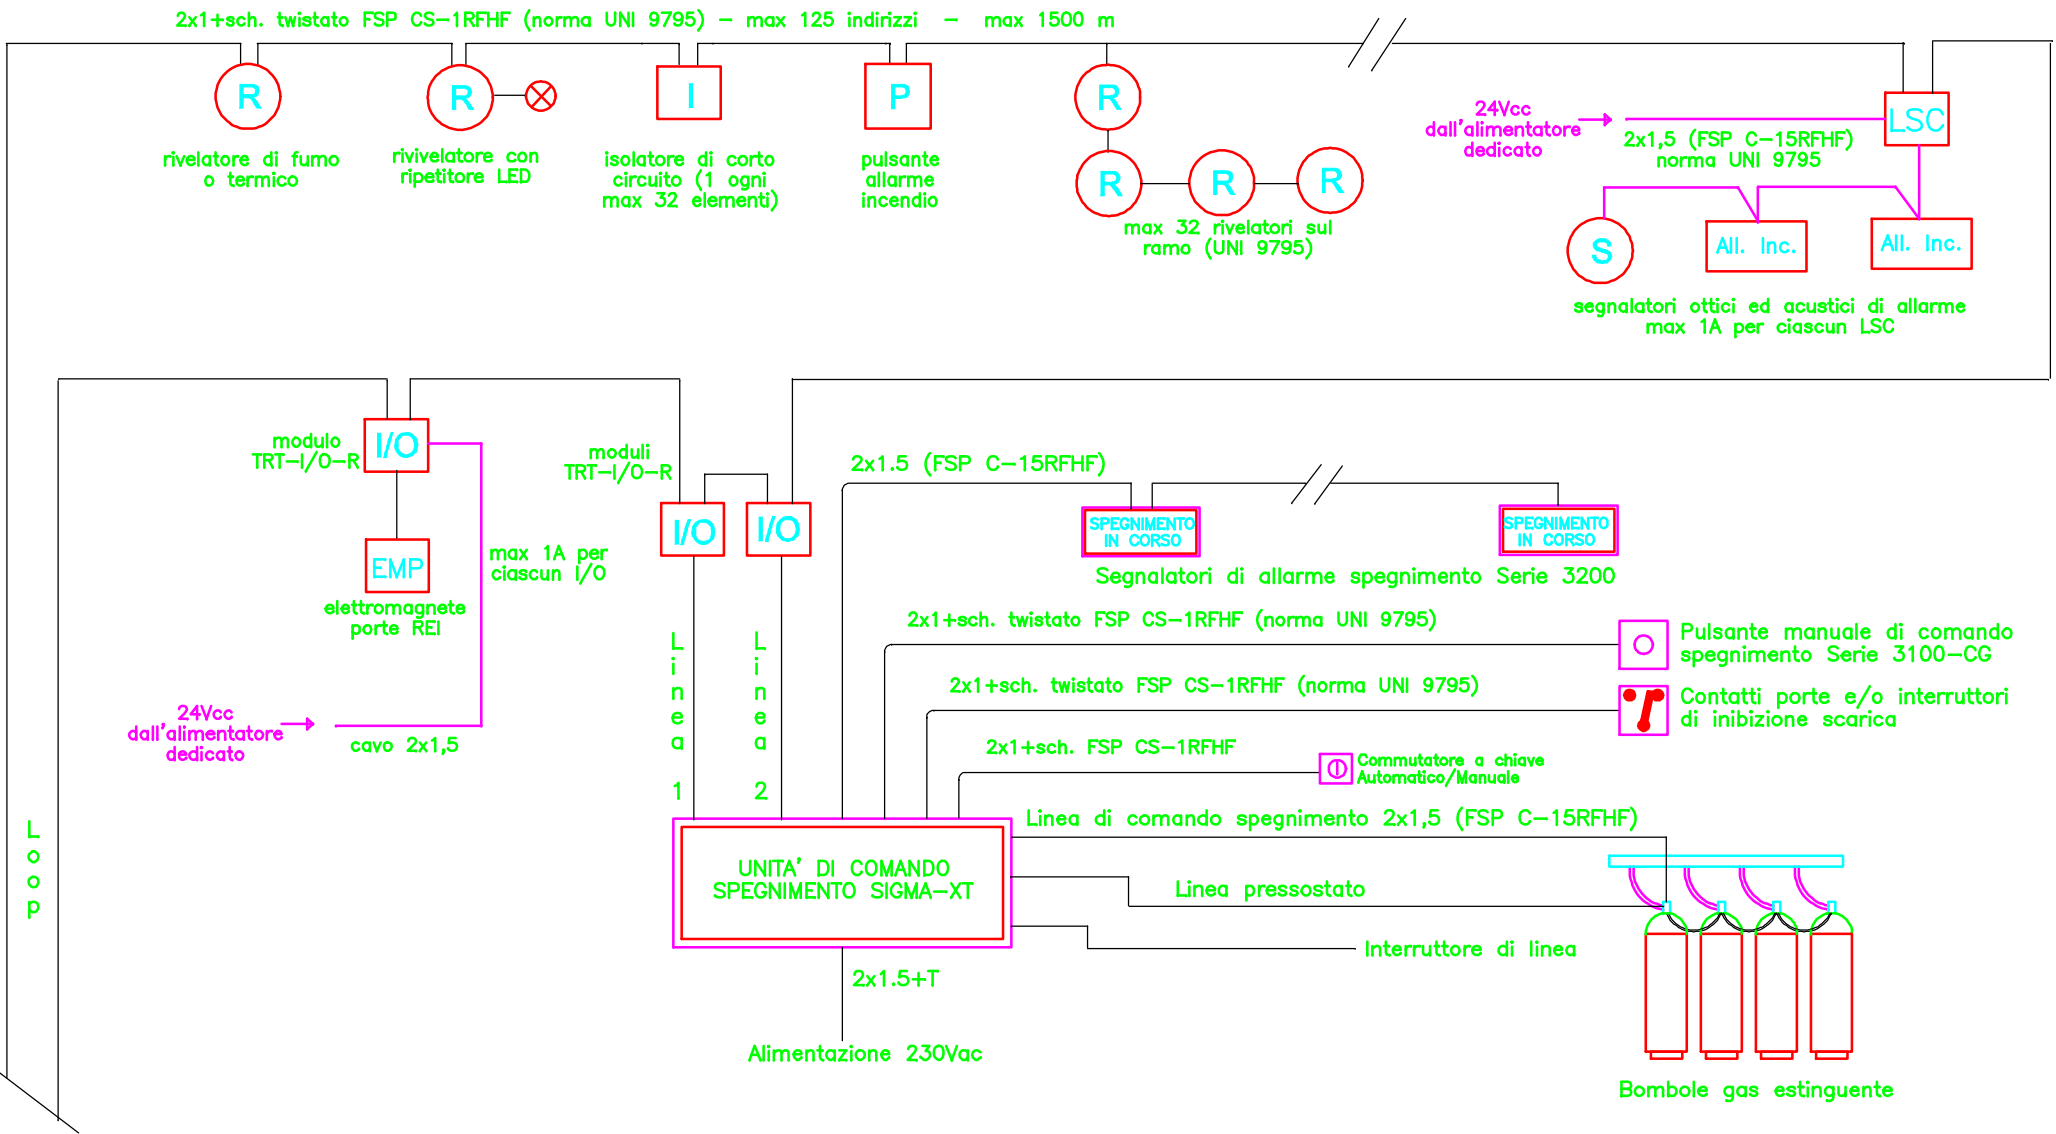 2x1+sch. twistato FSP CS-1RFHF (norma UNI 9795) - max 125 indirizzi - max 1500 m
R
R
I
P
R
rivelatore di fumo
o termico
rivivelatore con
ripetitore LED
isolatore di corto
circuito (1 ogni
max 32 elementi)
pulsante
allarme
incendio
R
R
R
max 32 rivelatori sul
ramo (UNI 9795)
24Vcc
dall'alimentatore
dedicato
2x1,5 (FSP C-15RFHF)
norma UNI 9795
LSC
S
All. Inc.
All. Inc.
segnalatori ottici ed acustici di allarme
max 1A per ciascun LSC
modulo
TRT-I/O-R
I/O
EMP
elettromagnete
porte REI
max 1A per
ciascun I/O
24Vcc
dall'alimentatore
dedicato
cavo 2x1,5
moduli
TRT-I/O-R
I/O
I/O
Linea 1
Linea 2
2x1.5 (FSP C-15RFHF)
SPEGNIMENTO
IN CORSO
SPEGNIMENTO
IN CORSO
Segnalatori di allarme spegnimento Serie 3200
2x1+sch. twistato FSP CS-1RFHF (norma UNI 9795)
Pulsante manuale di comando
spegnimento Serie 3100-CG
2x1+sch. twistato FSP CS-1RFHF (norma UNI 9795)
Contatti porte e/o interruttori
di inibizione scarica
2x1+sch. FSP CS-1RFHF
Commutatore a chiave
Automatico/Manuale
Loop
UNITA' DI COMANDO
SPEGNIMENTO SIGMA-XT
Linea di comando spegnimento 2x1,5 (FSP C-15RFHF)
Linea pressostato
Interruttore di linea
2x1.5+T
Alimentazione 230Vac
Bombole gas estinguente